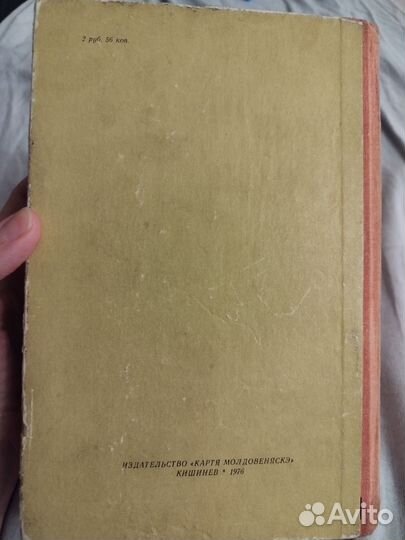 2 руб. 56 коп.
ИЗДАТЕЛЬСТВО «КАРТЯ МОЛДОВЕНЯСКЭ»
КИШИНЕВ * 1976
Avito